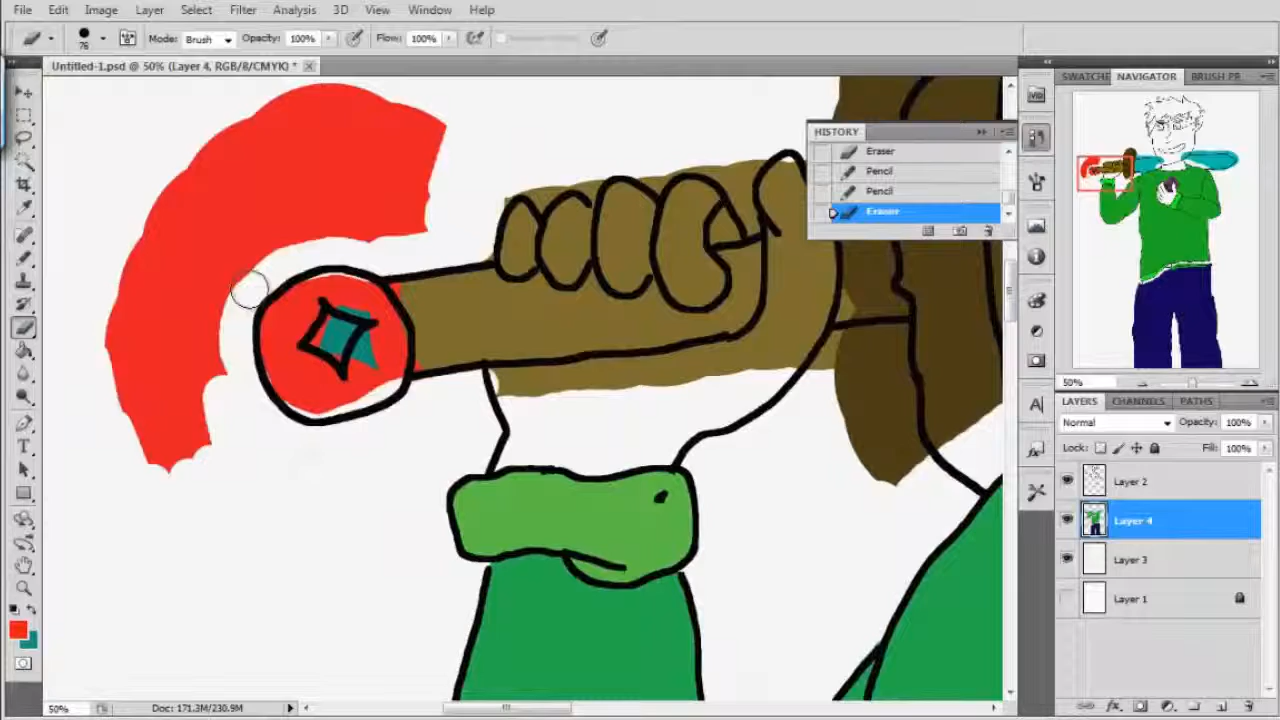 File Edit Image Layer Select Filter Analysis 3D View Window Help
76 Mode: Brush Opacity: 100% Flow: 100%
Untitled-1.psd @ 50% (Layer 4, RGB/8/CMYK) *
SWATCHE NAVIGATOR BRUSH PR
HISTORY
Eraser
Pencil
Pencil
Eraser
50%
LAYERS CHANNELS PATHS
Normal Opacity: 100%
Lock: Fill: 100%
Layer 2
Layer 4
Layer 3
Layer 1
50% Doc: 171.3M/230.9M